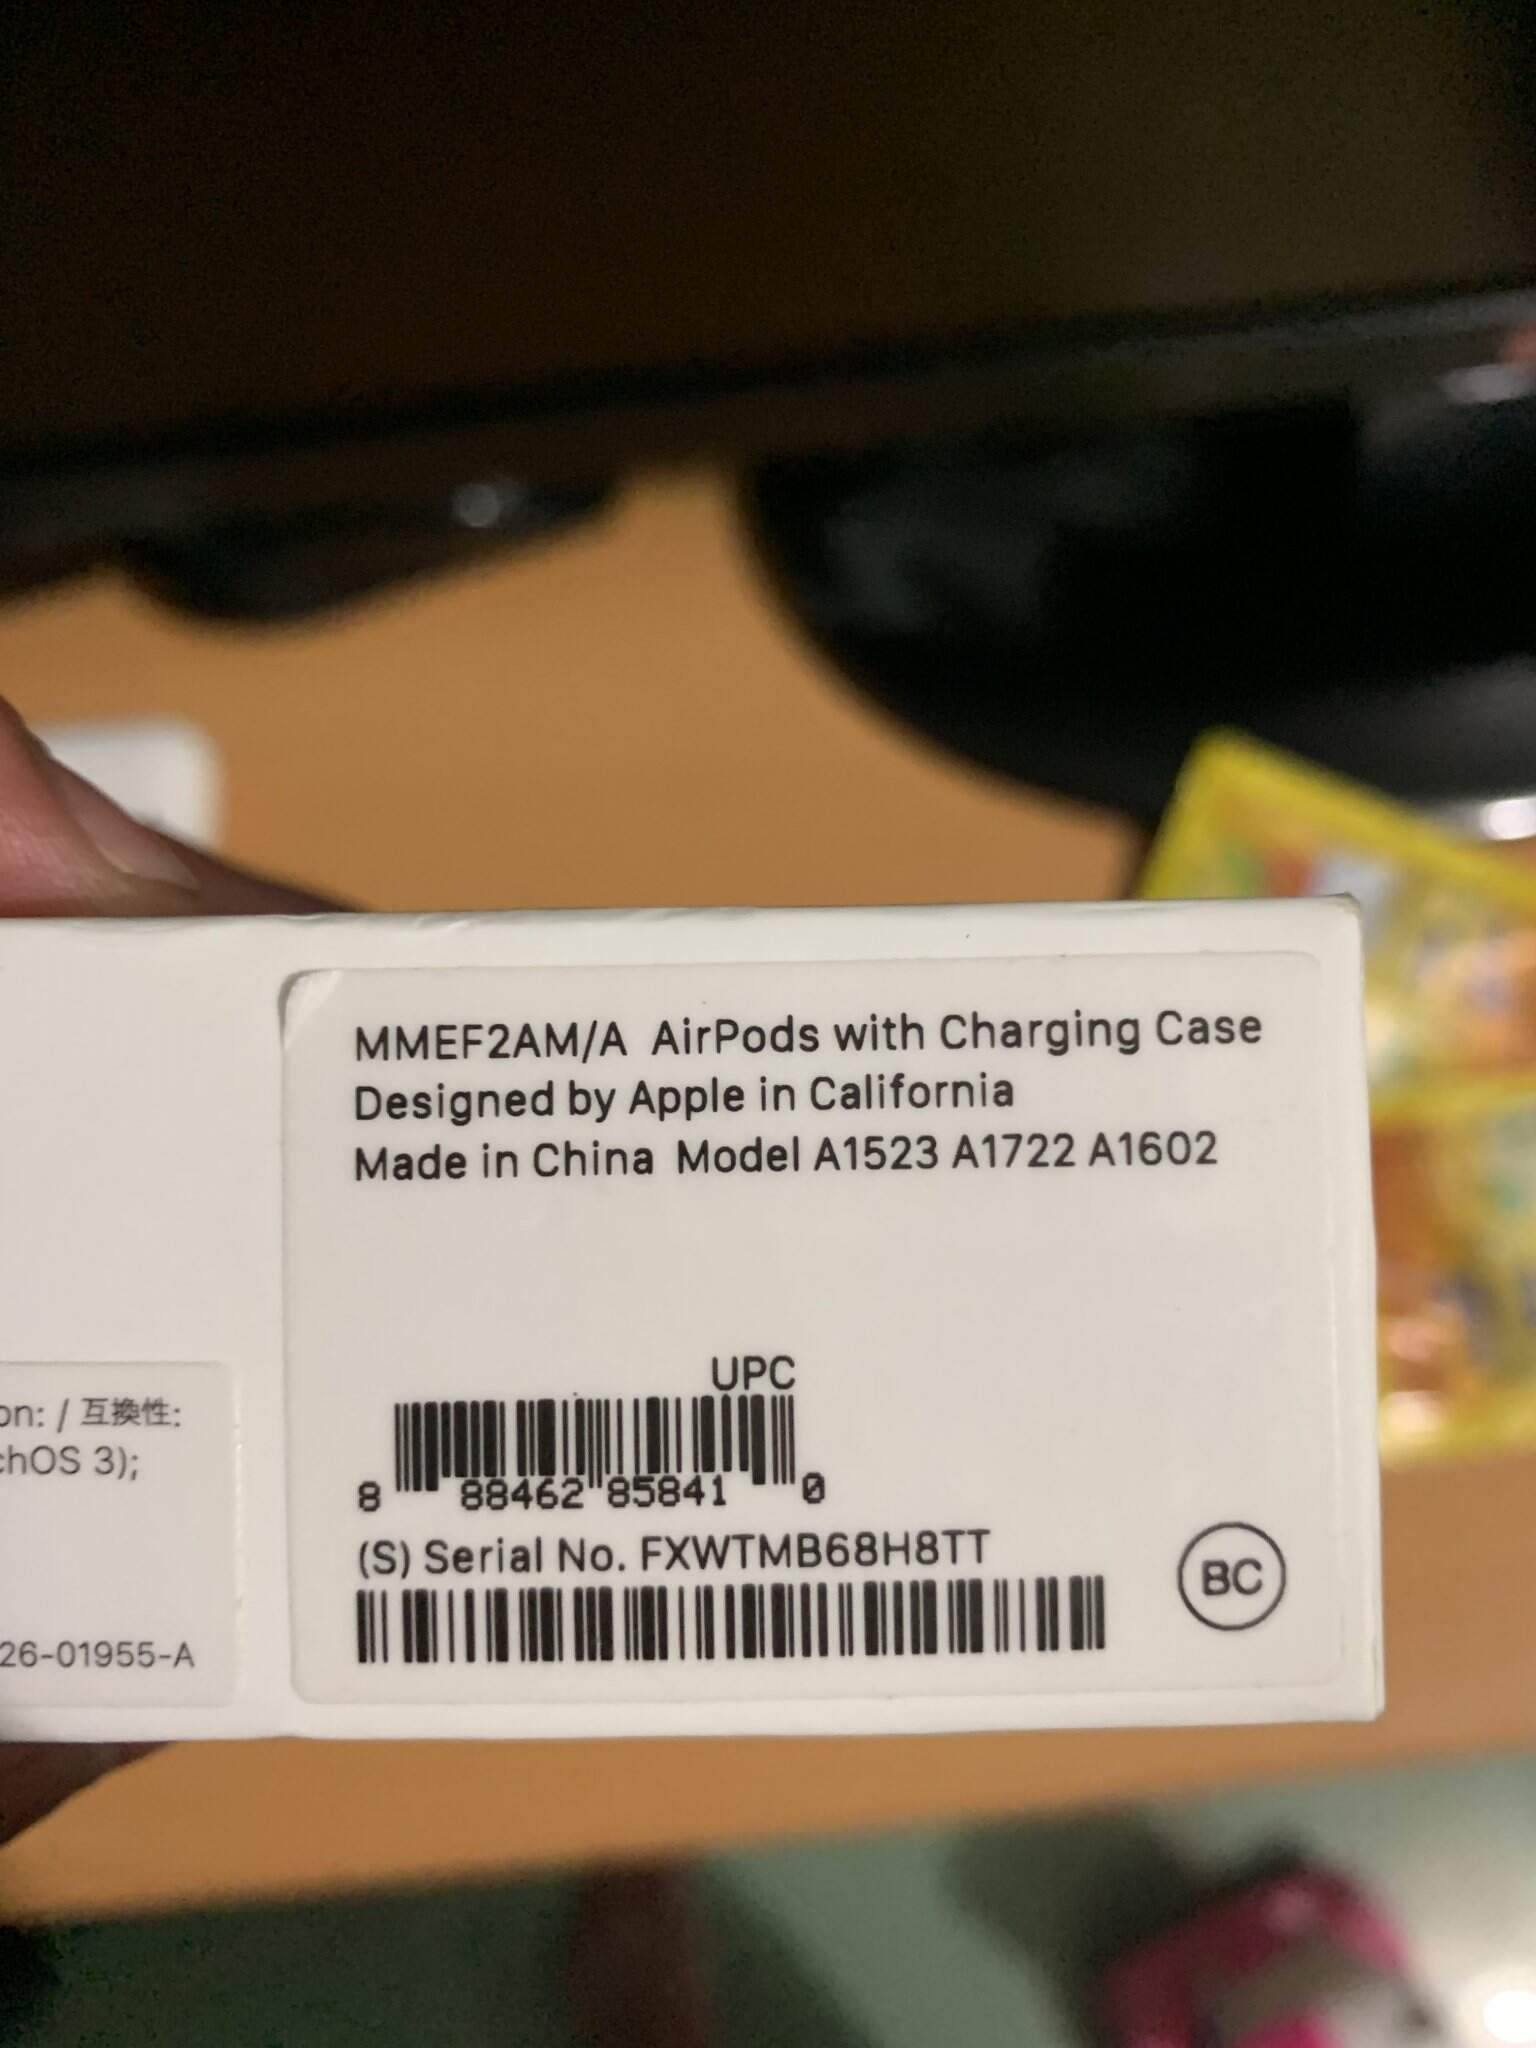 MMEF2AM/A AirPods with Charging Case
Designed by Apple in California
Made in China Model A1523 A1722 A1602
UPC
8 88462 85841 0
(S) Serial No. FXWTMB68H8TT
BC
on: / 互換性:
chOS 3);
26-01955-A